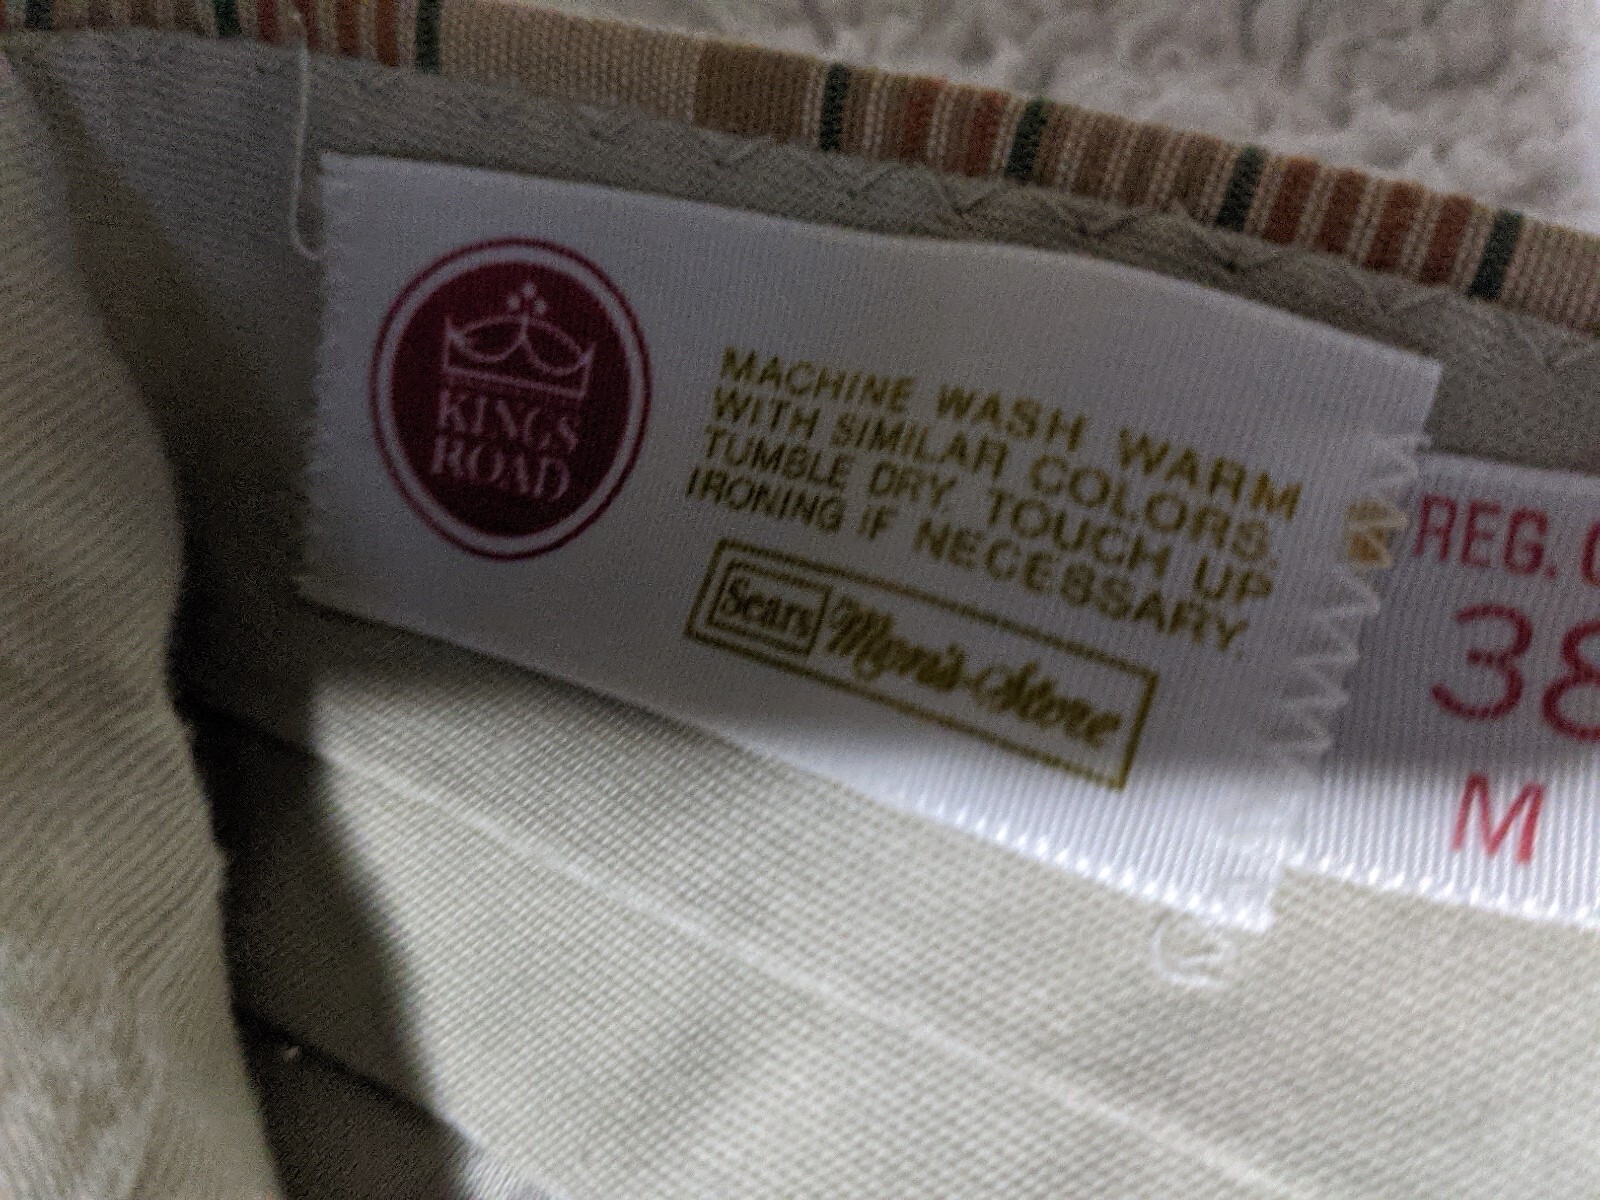 KINGS
ROAD
MACHINE WASH WARM
WITH SIMILAR COLORS.
TUMBLE DRY. TOUCH UP
IRONING IF NECESSARY.
Sears Men's Store
REG.
38
M